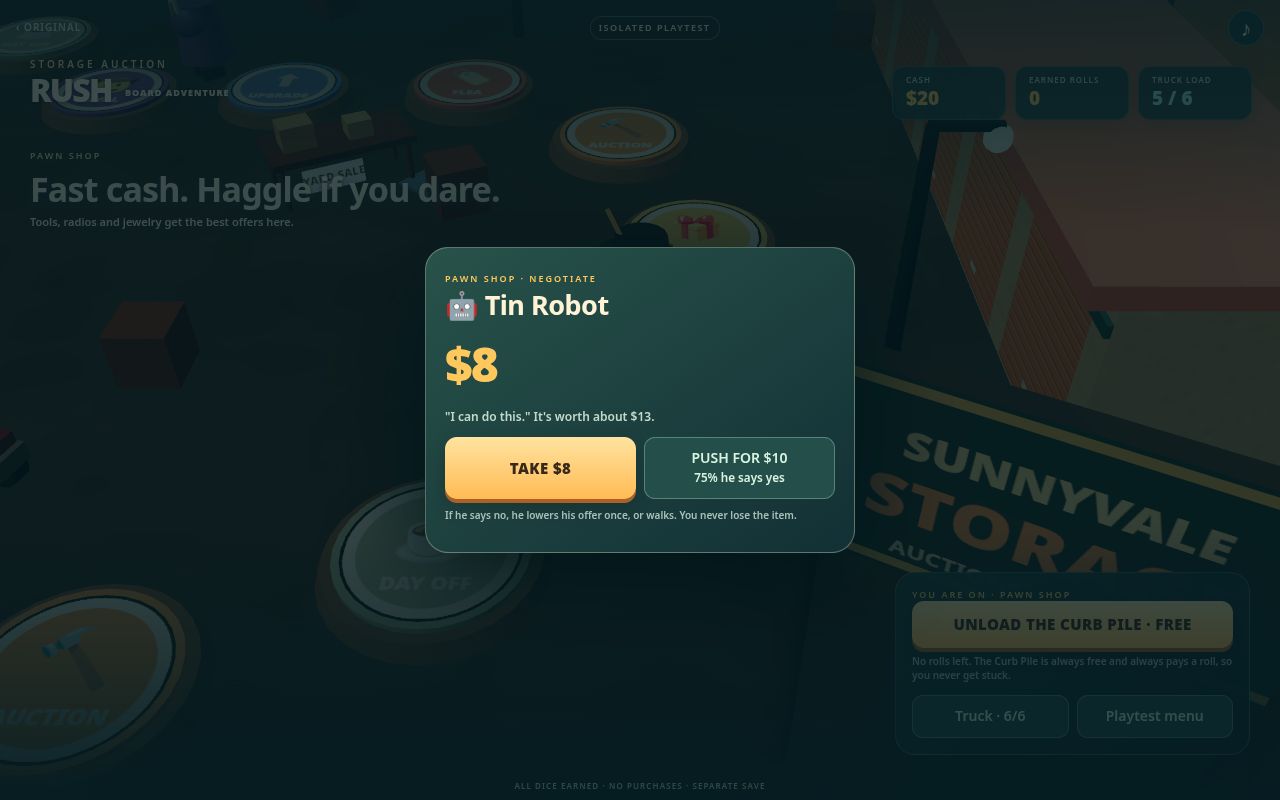 ‹ ORIGINAL
ISOLATED PLAYTEST
♪
STORAGE AUCTION
RUSH BOARD ADVENTURE
UPGRADE
FLEA
AUCTION
CASH
$20
EARNED ROLLS
0
TRUCK LOAD
5 / 6
PAWN SHOP
YARD SALE
Fast cash. Haggle if you dare.
Tools, radios and jewelry get the best offers here.
PAWN SHOP · NEGOTIATE
🤖 Tin Robot
$8
"I can do this." It's worth about $13.
TAKE $8
PUSH FOR $10
75% he says yes
If he says no, he lowers his offer once, or walks. You never lose the item.
DAY OFF
AUCTION
SUNNYVALE
STORA
AUCTI
YOU ARE ON · PAWN SHOP
UNLOAD THE CURB PILE · FREE
No rolls left. The Curb Pile is always free and always pays a roll, so
you never get stuck.
Truck · 6/6
Playtest menu
ALL DICE EARNED · NO PURCHASES · SEPARATE SAVE